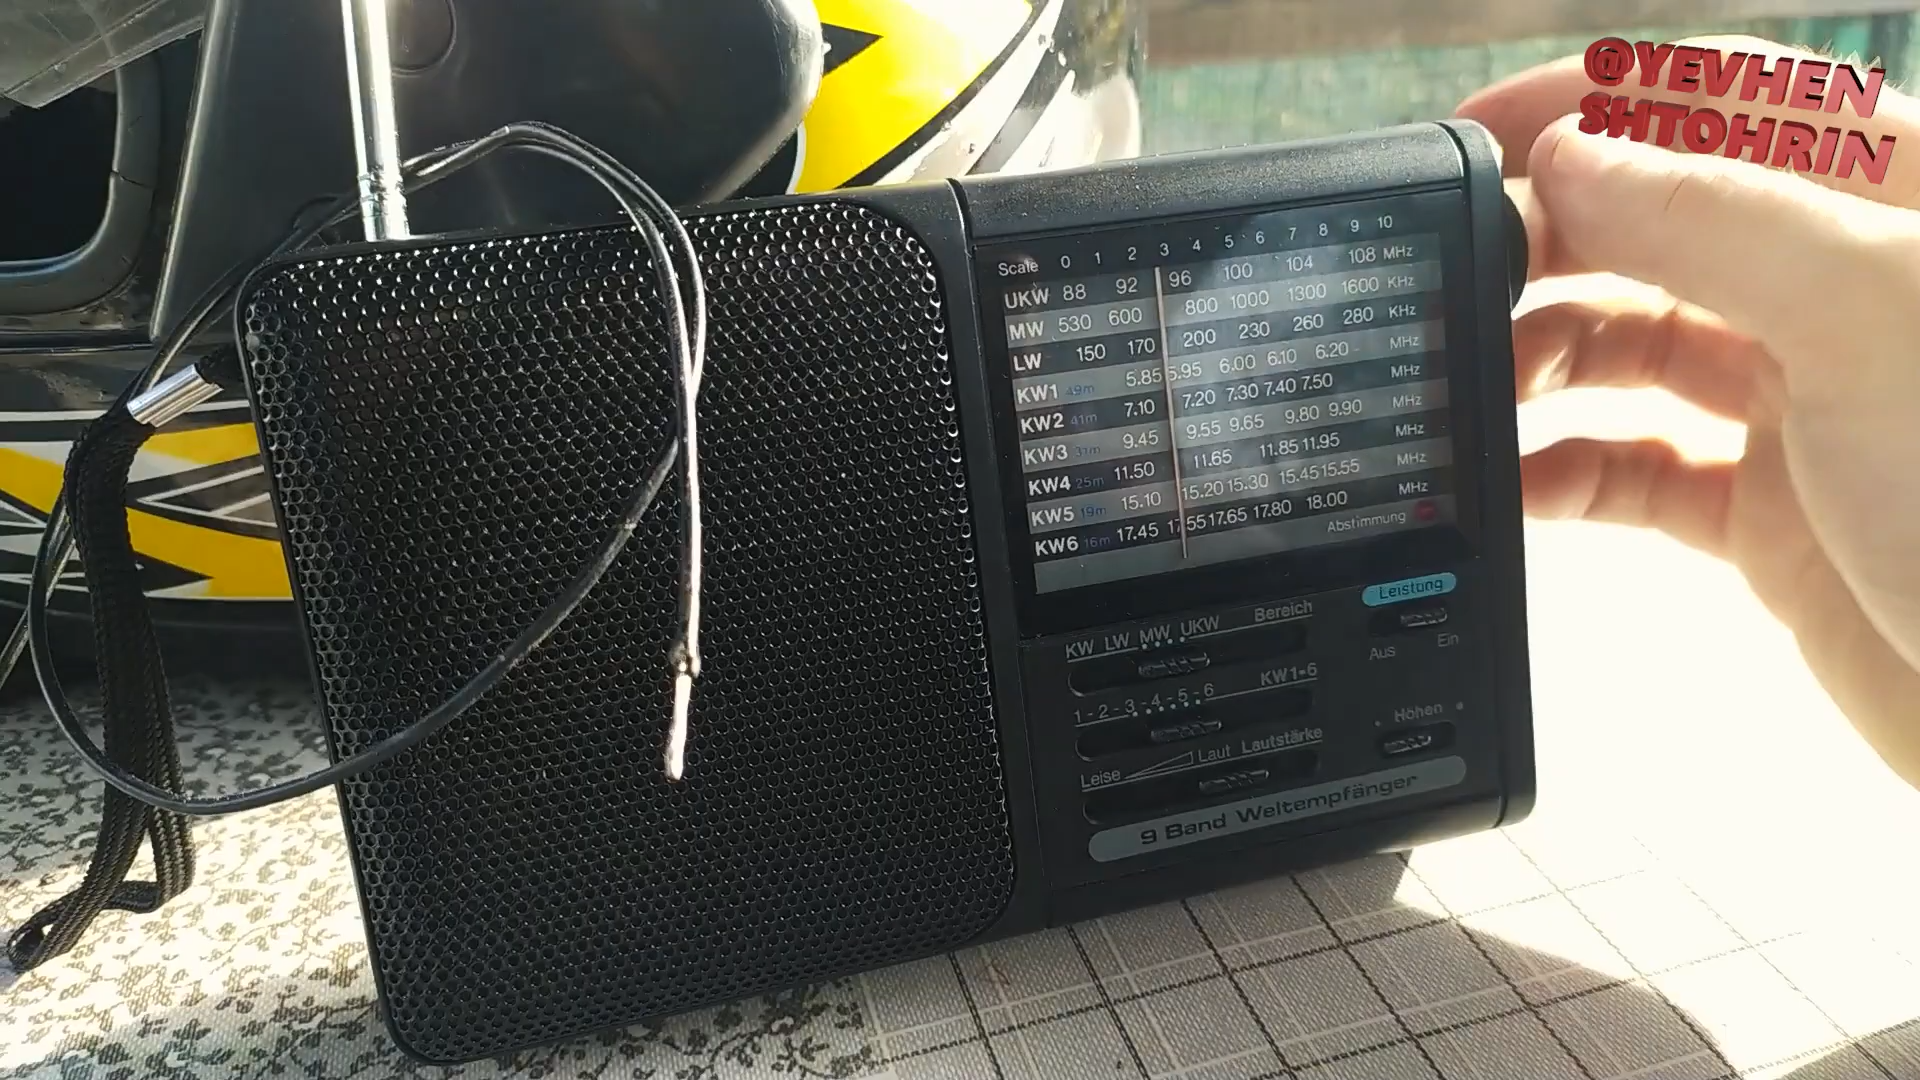 @YEVHEN
SHTOHRIN
Scale 0 1 2 3 4 5 6 7 8 9 10
UKW 88 92 96 100 104 108 MHz
MW 530 600 800 1000 1300 1600 KHz
LW 150 170 200 230 260 280 KHz
KW1 49m 5.85 5.95 6.00 6.10 6.20 MHz
KW2 41m 7.10 7.20 7.30 7.40 7.50 MHz
KW3 31m 9.45 9.55 9.65 9.80 9.90 MHz
KW4 25m 11.50 11.65 11.85 11.95 MHz
KW5 19m 15.10 15.20 15.30 15.45 15.55 MHz
KW6 16m 17.45 17.55 17.65 17.80 18.00 MHz
Abstimmung
Leistung
Aus Ein
KW LW MW UKW Bereich
1-2-3-4-5-6 KW1-6
Leise Laut Lautstärke
Höhen
9 Band Weltempfänger